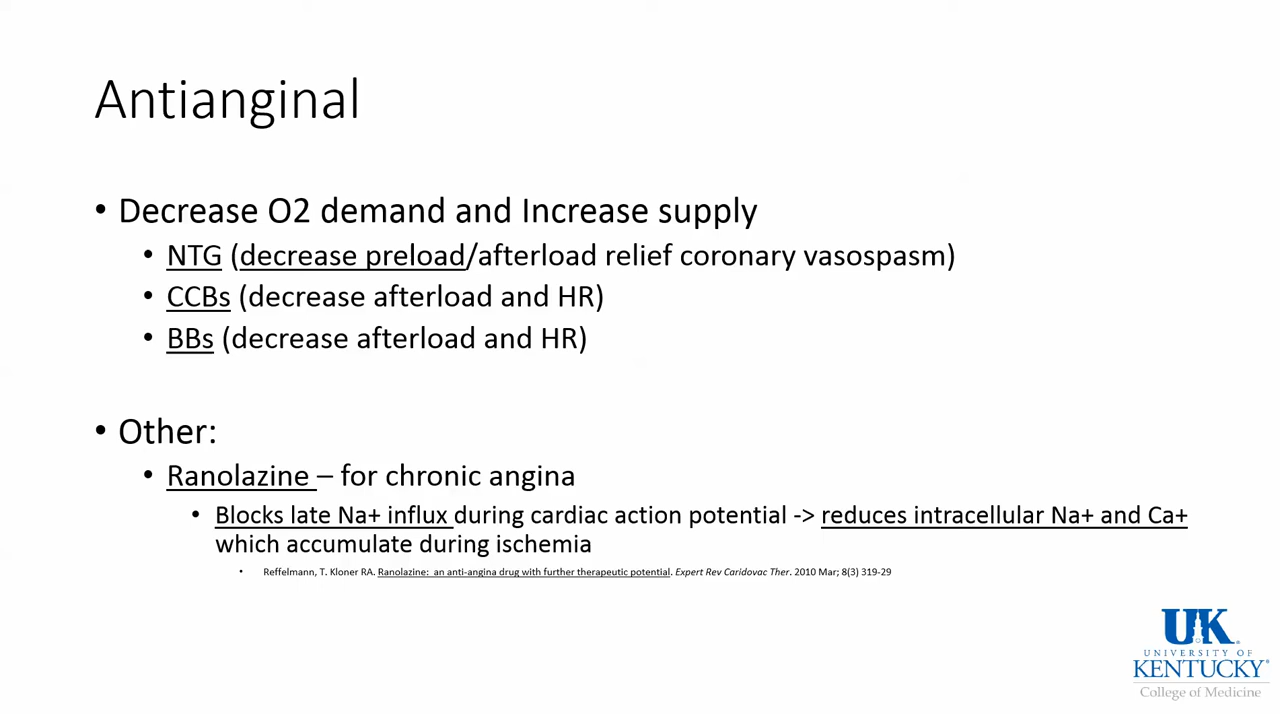 Antianginal
• Decrease O2 demand and Increase supply
• NTG (decrease preload/afterload relief coronary vasospasm)
• CCBs (decrease afterload and HR)
• BBs (decrease afterload and HR)
• Other:
• Ranolazine – for chronic angina
• Blocks late Na+ influx during cardiac action potential -> reduces intracellular Na+ and Ca+
which accumulate during ischemia
• Reffelmann, T. Kloner RA. Ranolazine: an anti-angina drug with further therapeutic potential. Expert Rev Caridovac Ther. 2010 Mar; 8(3) 319-29
UK
UNIVERSITY OF
KENTUCKY®
College of Medicine